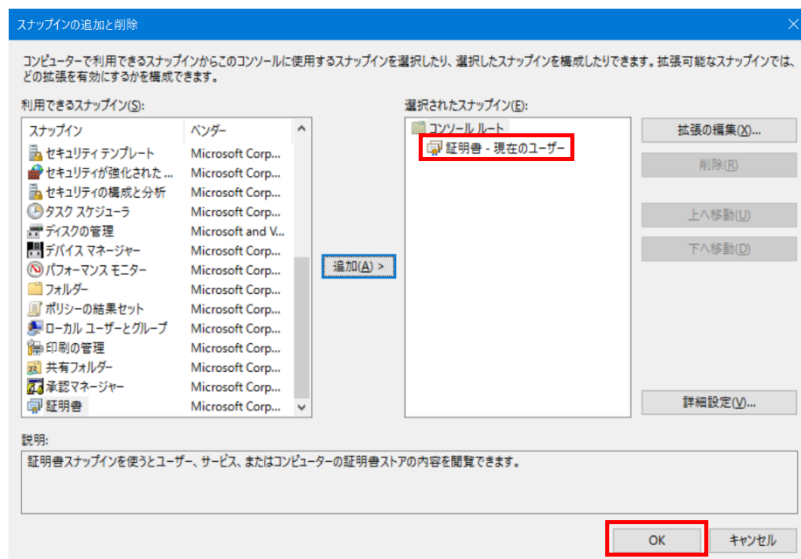 スナップインの追加と削除
コンピューターで利用できるスナップインからこのコンソールに使用するスナップインを選択したり、選択したスナップインを構成したりできます。拡張可能なスナップインでは、
どの拡張を有効にするかを構成できます。
利用できるスナップイン(S):
スナップイン ベンダー
セキュリティ テンプレート Microsoft Corp...
セキュリティが強化された ... Microsoft Corp...
セキュリティの構成と分析 Microsoft Corp...
タスク スケジューラ Microsoft Corp...
ディスクの管理 Microsoft and V...
デバイス マネージャー Microsoft Corp...
パフォーマンス モニター Microsoft Corp...
フォルダー Microsoft Corp...
ポリシーの結果セット Microsoft Corp...
ローカル ユーザーとグループ Microsoft Corp...
印刷の管理 Microsoft Corp...
共有フォルダー Microsoft Corp...
承認マネージャー Microsoft Corp...
証明書 Microsoft Corp...
追加(A) >
選択されたスナップイン(E):
コンソール ルート
証明書 - 現在のユーザー
拡張の編集(X)...
削除(R)
上へ移動(U)
下へ移動(D)
詳細設定(V)...
説明:
証明書スナップインを使うとユーザー、サービス、またはコンピューターの証明書ストアの内容を閲覧できます。
OK
キャンセル